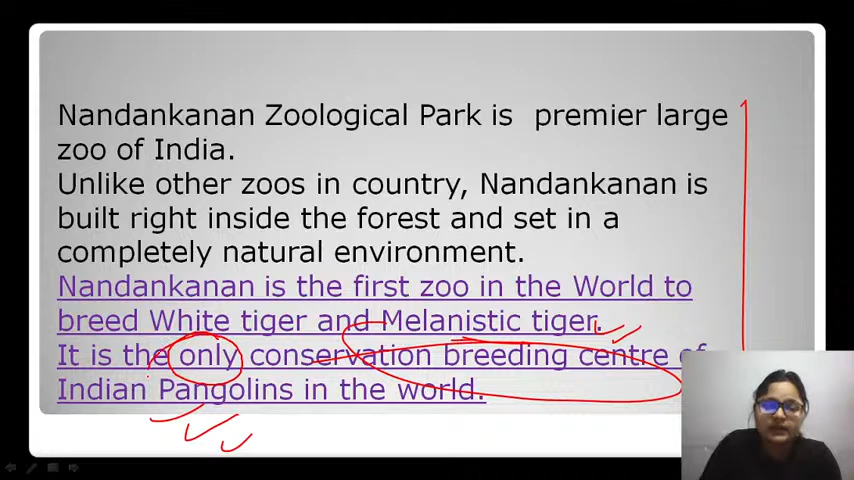 Nandankanan Zoological Park is premier large
zoo of India.
Unlike other zoos in country, Nandankanan is
built right inside the forest and set in a
completely natural environment.
Nandankanan is the first zoo in the World to
breed White tiger and Melanistic tiger.
It is the only conservation breeding centre of
Indian Pangolins in the world.